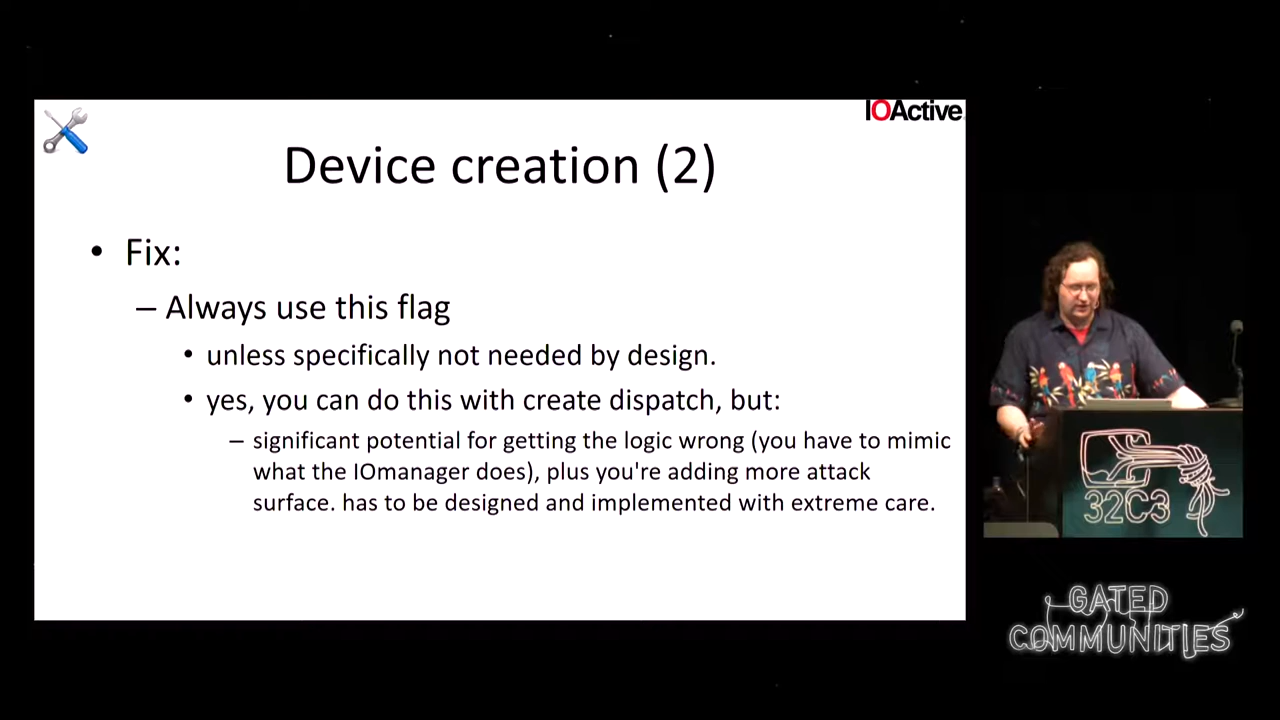 IOActive
Device creation (2)
• Fix:
– Always use this flag
• unless specifically not needed by design.
• yes, you can do this with create dispatch, but:
– significant potential for getting the logic wrong (you have to mimic
what the IOmanager does), plus you're adding more attack
surface. has to be designed and implemented with extreme care.
32C3
GATED
COMMUNITIES